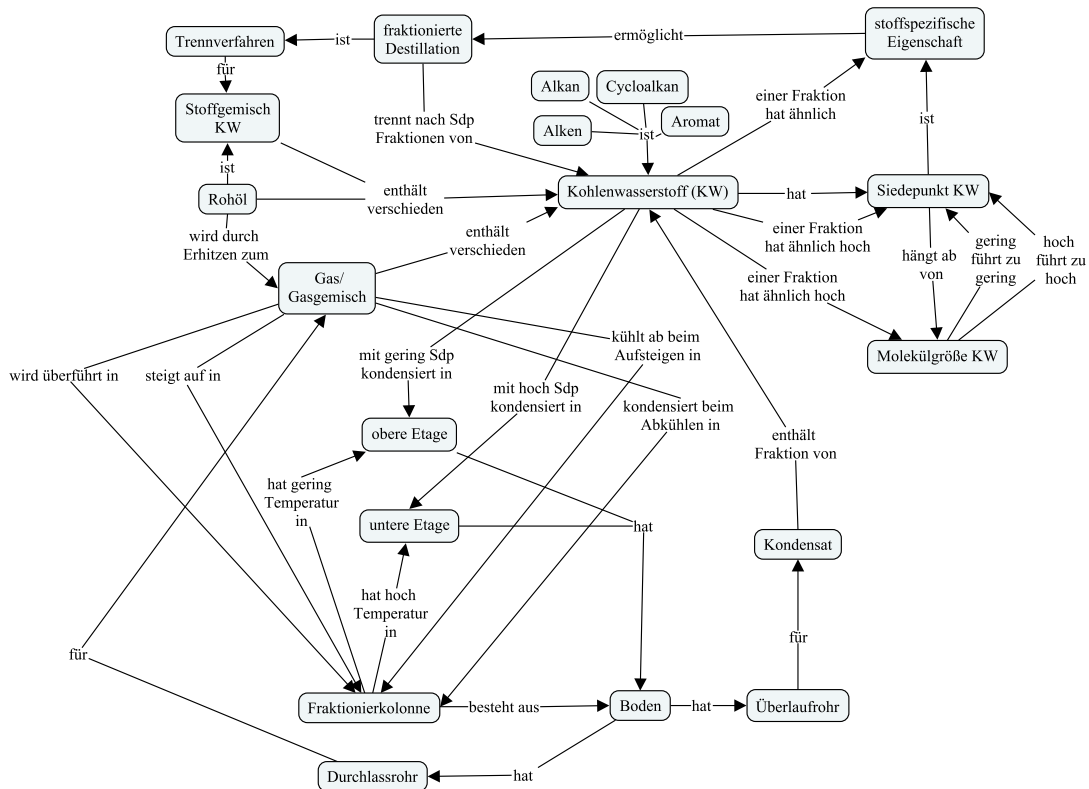 stoffspezifische
Eigenschaft
fraktionierte
Destillation
Trennverfahren
ist
ermöglicht
für
Alkan
Cycloalkan
einer Fraktion
hat ähnlich
Stoffgemisch
KW
trennt nach Sdp
Fraktionen von
Alken
ist
Aromat
ist
ist
Rohöl
enthält
verschieden
Kohlenwasserstoff (KW)
hat
Siedepunkt KW
wird durch
Erhitzen zum
enthält
verschieden
einer Fraktion
hat ähnlich hoch
hängt ab
von
gering
führt zu
gering
hoch
führt zu
hoch
Gas/
Gasgemisch
einer Fraktion
hat ähnlich hoch
kühlt ab beim
Aufsteigen in
mit gering Sdp
kondensiert in
Molekülgröße KW
wird überführt in
steigt auf in
mit hoch Sdp
kondensiert in
kondensiert beim
Abkühlen in
obere Etage
enthält
Fraktion von
hat gering
Temperatur
in
untere Etage
hat
Kondensat
hat hoch
Temperatur
in
für
für
Fraktionierkolonne
besteht aus
Boden
hat
Überlaufrohr
Durchlassrohr
hat